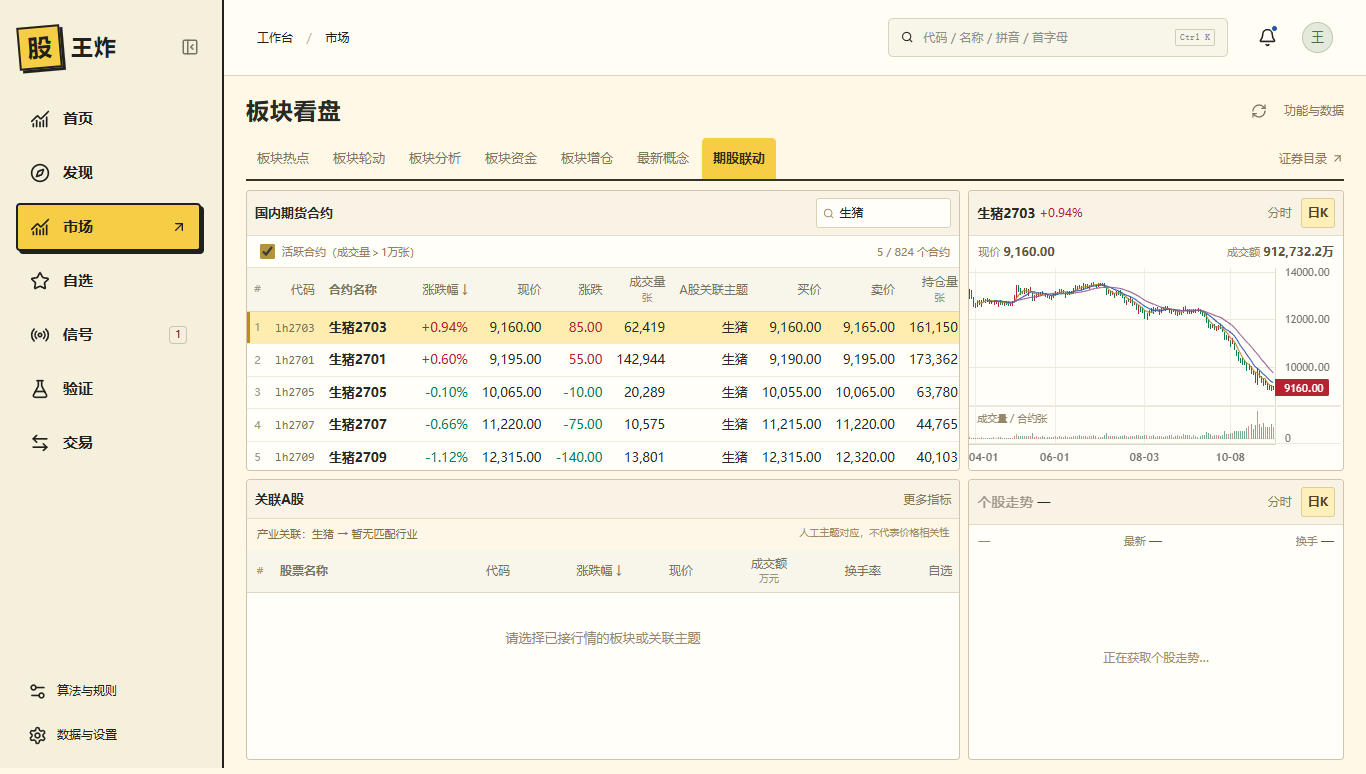 股 王炸
工作台 / 市场
代码 / 名称 / 拼音 / 首字母 Ctrl K
王
首页
发现
市场
自选
信号 1
验证
交易
算法与规则
数据与设置
板块看盘
功能与数据
板块热点 板块轮动 板块分析 板块资金 板块增仓 最新概念 期股联动
证券目录
国内期货合约
生猪
活跃合约（成交量 > 1万张） 5 / 824 个合约
# 代码 合约名称 涨跌幅↓ 现价 涨跌 成交量 张 A股关联主题 买价 卖价 持仓量 张
1 lh2703 生猪2703 +0.94% 9,160.00 85.00 62,419 生猪 9,160.00 9,165.00 161,150
2 lh2701 生猪2701 +0.60% 9,195.00 55.00 142,944 生猪 9,190.00 9,195.00 173,362
3 lh2705 生猪2705 -0.10% 10,065.00 -10.00 20,289 生猪 10,055.00 10,065.00 63,780
4 lh2707 生猪2707 -0.66% 11,220.00 -75.00 10,575 生猪 11,215.00 11,220.00 44,765
5 lh2709 生猪2709 -1.12% 12,315.00 -140.00 13,801 生猪 12,315.00 12,320.00 40,103
生猪2703 +0.94% 分时 日K
现价 9,160.00 成交额 912,732.2万
14000.00
12000.00
10000.00
9160.00
成交量 / 合约张
0
04-01 06-01 08-03 10-08
关联A股 更多指标
产业关联：生猪 → 暂无匹配行业 人工主题对应，不代表价格相关性
# 股票名称 代码 涨跌幅↓ 现价 成交额 万元 换手率 自选
请选择已接行情的板块或关联主题
个股走势 — 分时 日K
— 最新 — 换手 —
正在获取个股走势...